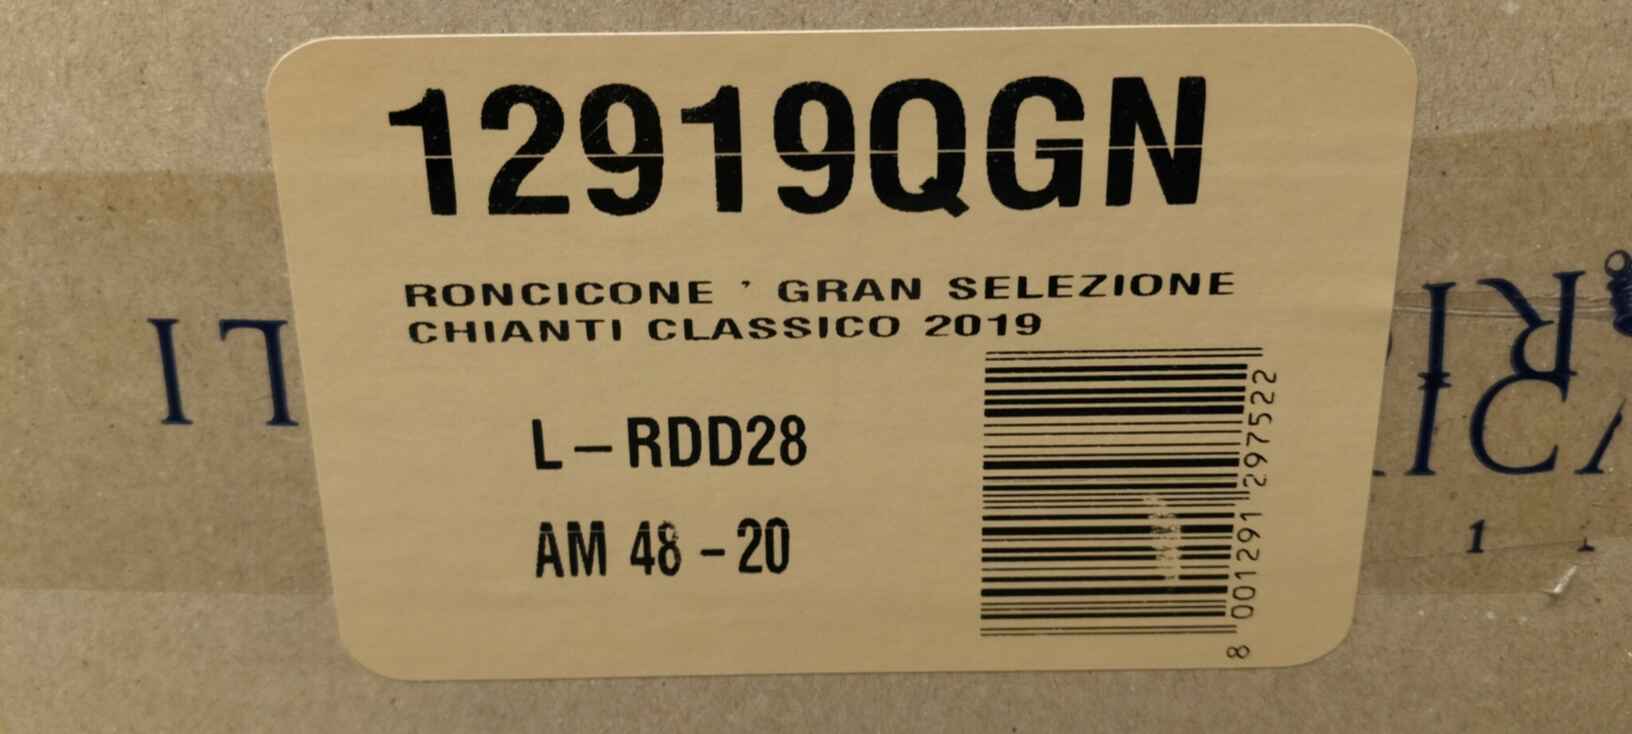 12919QGN
RONCICONE ' GRAN SELEZIONE
CHIANTI CLASSICO 2019
L-RDD28
AM 48-20
8 001291 297522